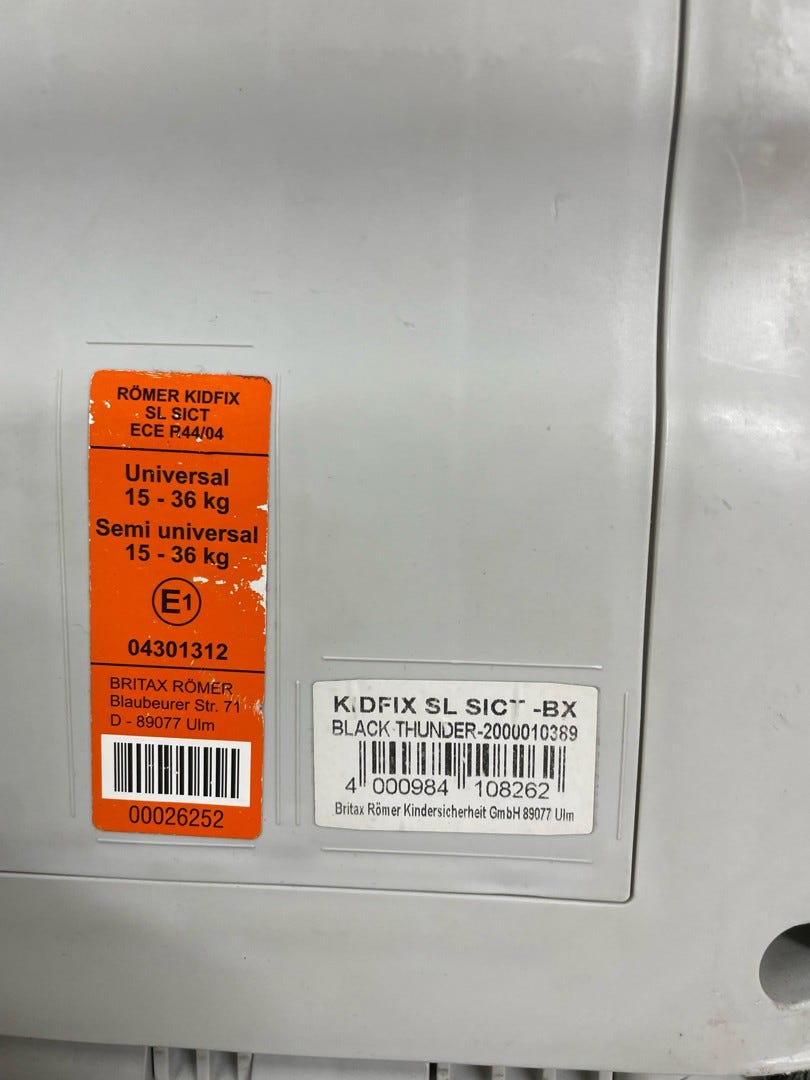 RÖMER KIDFIX
SL SICT
ECE R44/04
Universal
15 - 36 kg
Semi universal
15 - 36 kg
E1
04301312
BRITAX RÖMER
Blaubeurer Str. 71
D - 89077 Ulm
00026252
KIDFIX SL SICT -BX
BLACK THUNDER-2000010389
4 000984 108262
Britax Römer Kindersicherheit GmbH 89077 Ulm